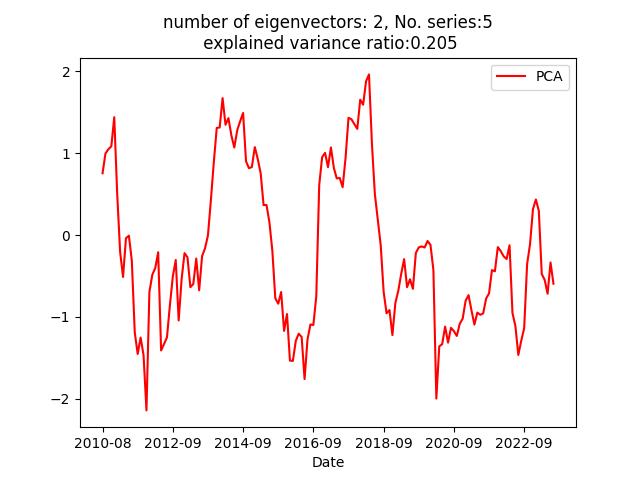 number of eigenvectors: 2, No. series:5
explained variance ratio:0.205
PCA
2
1
0
−1
−2
2010-08 2012-09 2014-09 2016-09 2018-09 2020-09 2022-09
Date